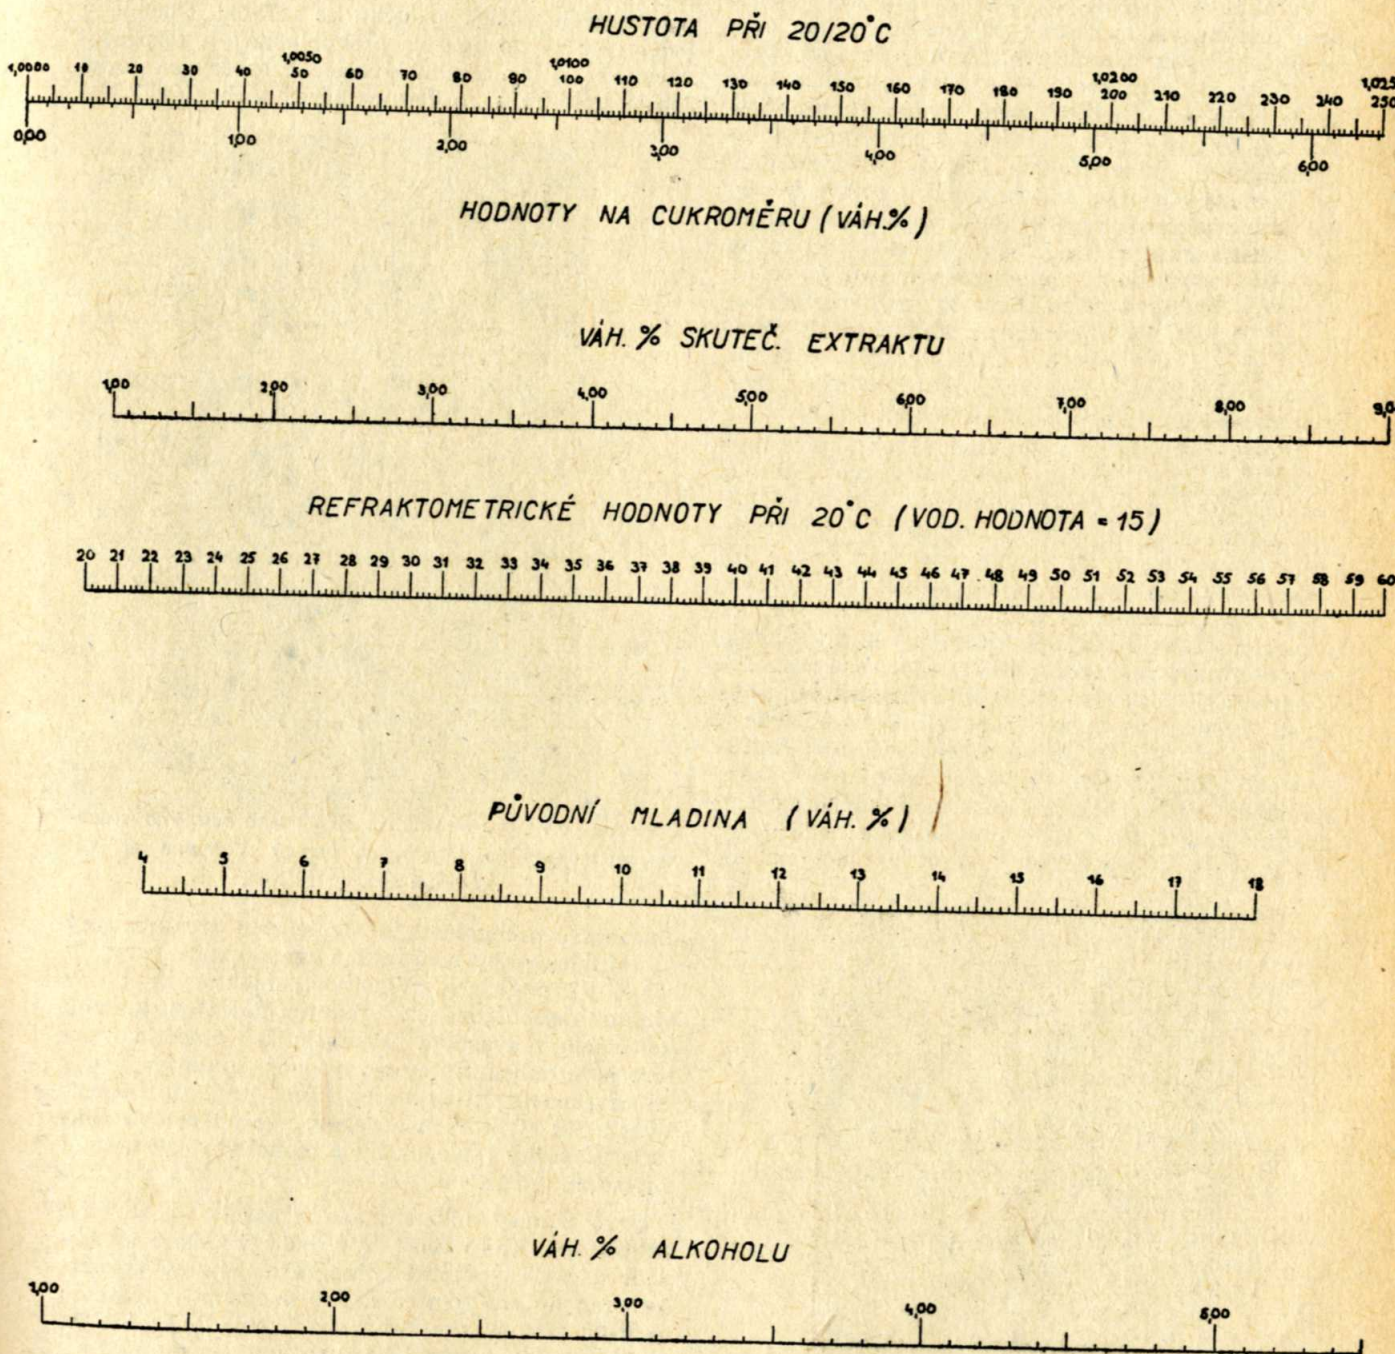 HUSTOTA PŘI 20/20°C
1,0050 1,0100 1,0200 1,025
1,0000 10 20 30 40 50 60 70 80 90 100 110 120 130 140 150 160 170 180 190 200 210 220 230 240 250
0,00 1,00 2,00 3,00 4,00 5,00 6,00
HODNOTY NA CUKROMĚRU (VÁH.%)
VÁH. % SKUTEČ. EXTRAKTU
1,00 2,00 3,00 4,00 5,00 6,00 7,00 8,00 9,0
REFRAKTOMETRICKÉ HODNOTY PŘI 20°C (VOD. HODNOTA = 15)
20 21 22 23 24 25 26 27 28 29 30 31 32 33 34 35 36 37 38 39 40 41 42 43 44 45 46 47 48 49 50 51 52 53 54 55 56 57 58 59 60
PŮVODNÍ MLADINA (VÁH. %)
4 5 6 7 8 9 10 11 12 13 14 15 16 17 18
VÁH. % ALKOHOLU
1,00 2,00 3,00 4,00 5,00